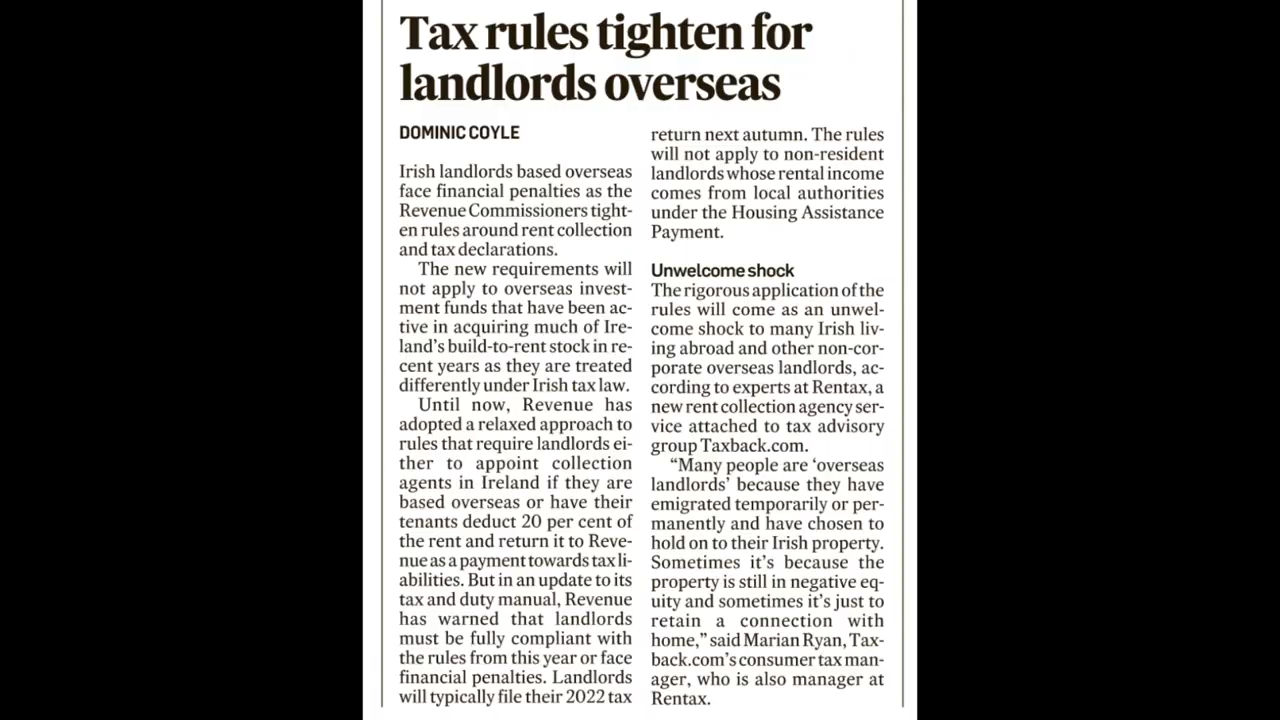 Tax rules tighten for
landlords overseas
DOMINIC COYLE
Irish landlords based overseas
face financial penalties as the
Revenue Commissioners tight-
en rules around rent collection
and tax declarations.
The new requirements will
not apply to overseas invest-
ment funds that have been ac-
tive in acquiring much of Ire-
land's build-to-rent stock in re-
cent years as they are treated
differently under Irish tax law.
Until now, Revenue has
adopted a relaxed approach to
rules that require landlords ei-
ther to appoint collection
agents in Ireland if they are
based overseas or have their
tenants deduct 20 per cent of
the rent and return it to Reve-
nue as a payment towards tax li-
abilities. But in an update to its
tax and duty manual, Revenue
has warned that landlords
must be fully compliant with
the rules from this year or face
financial penalties. Landlords
will typically file their 2022 tax
return next autumn. The rules
will not apply to non-resident
landlords whose rental income
comes from local authorities
under the Housing Assistance
Payment.
Unwelcome shock
The rigorous application of the
rules will come as an unwel-
come shock to many Irish liv-
ing abroad and other non-cor-
porate overseas landlords, ac-
cording to experts at Rentax, a
new rent collection agency ser-
vice attached to tax advisory
group Taxback.com.
"Many people are 'overseas
landlords' because they have
emigrated temporarily or per-
manently and have chosen to
hold on to their Irish property.
Sometimes it's because the
property is still in negative eq-
uity and sometimes it's just to
retain a connection with
home," said Marian Ryan, Tax-
back.com's consumer tax man-
ager, who is also manager at
Rentax.